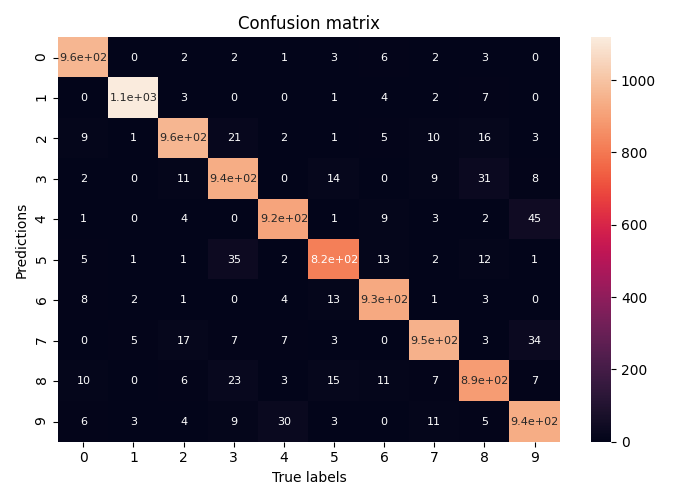 Confusion matrix
0 9.6e+02 0 2 2 1 3 6 2 3 0
1 0 1.1e+03 3 0 0 1 4 2 7 0
2 9 1 9.6e+02 21 2 1 5 10 16 3
3 2 0 11 9.4e+02 0 14 0 9 31 8
4 1 0 4 0 9.2e+02 1 9 3 2 45
5 5 1 1 35 2 8.2e+02 13 2 12 1
6 8 2 1 0 4 13 9.3e+02 1 3 0
7 0 5 17 7 7 3 0 9.5e+02 3 34
8 10 0 6 23 3 15 11 7 8.9e+02 7
9 6 3 4 9 30 3 0 11 5 9.4e+02
0 1 2 3 4 5 6 7 8 9
Predictions
True labels
1000
800
600
400
200
0